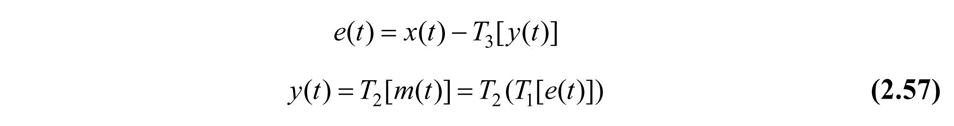 e(t) = x(t) − T₃[y(t)]
y(t) = T₂[m(t)] = T₂(T₁[e(t)]) (2.57)